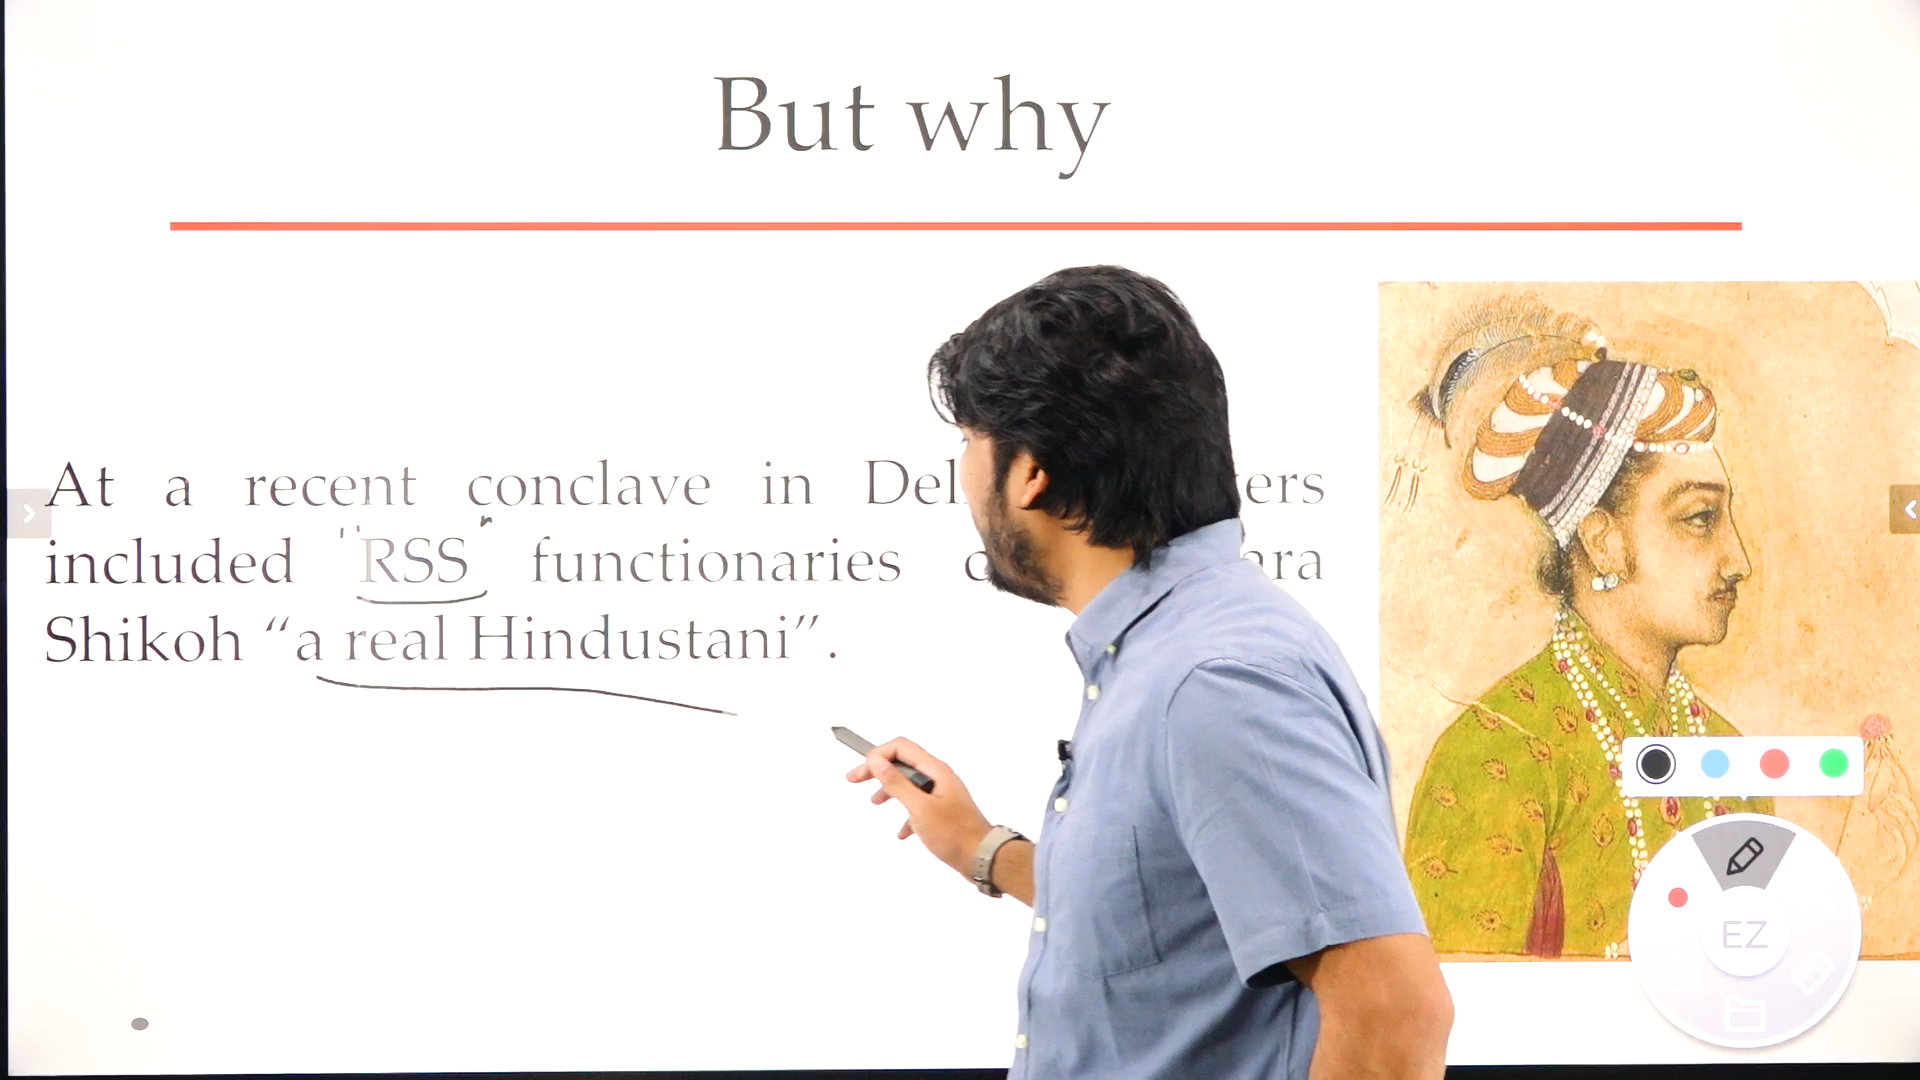 But why
At a recent conclave in Del ers
included "RSS" functionaries ara
Shikoh “a real Hindustani”.
EZ